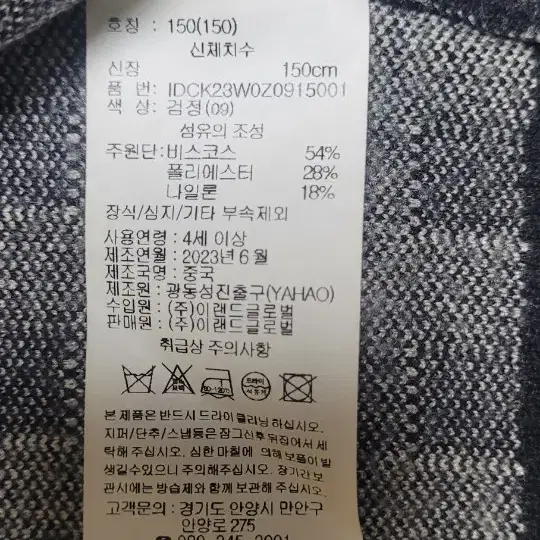 호칭 : 150(150)
신체치수
신장 150cm
품 번: IDCK23W0Z0915001
색 상: 검정(09)
섬유의 조성
주원단:비스코스 54%
폴리에스터 28%
나일론 18%
장식/심지/기타 부속제외
사용연령 : 4세 이상
제조연월 : 2023년 6월
제조국명 : 중국
제조원 : 광동성진출구(YAHAO)
수입원 : (주)이랜드글로벌
판매원 : (주)이랜드글로벌
취급상 주의사항
80~120℃
드라이
석유계
본 제품은 반드시 드라이 클리닝 하십시오.
지퍼/단추/스냅등은 잠그신후 뒤집어서 세
탁해 주십시오. 심한 마찰에 의해 보풀이 발
생길수있으니 주의해주십시오. 장기간 보
관시에는 방습제와 함께 보관해 주십시오.
고객문의 : 경기도 안양시 만안구
안양로 275